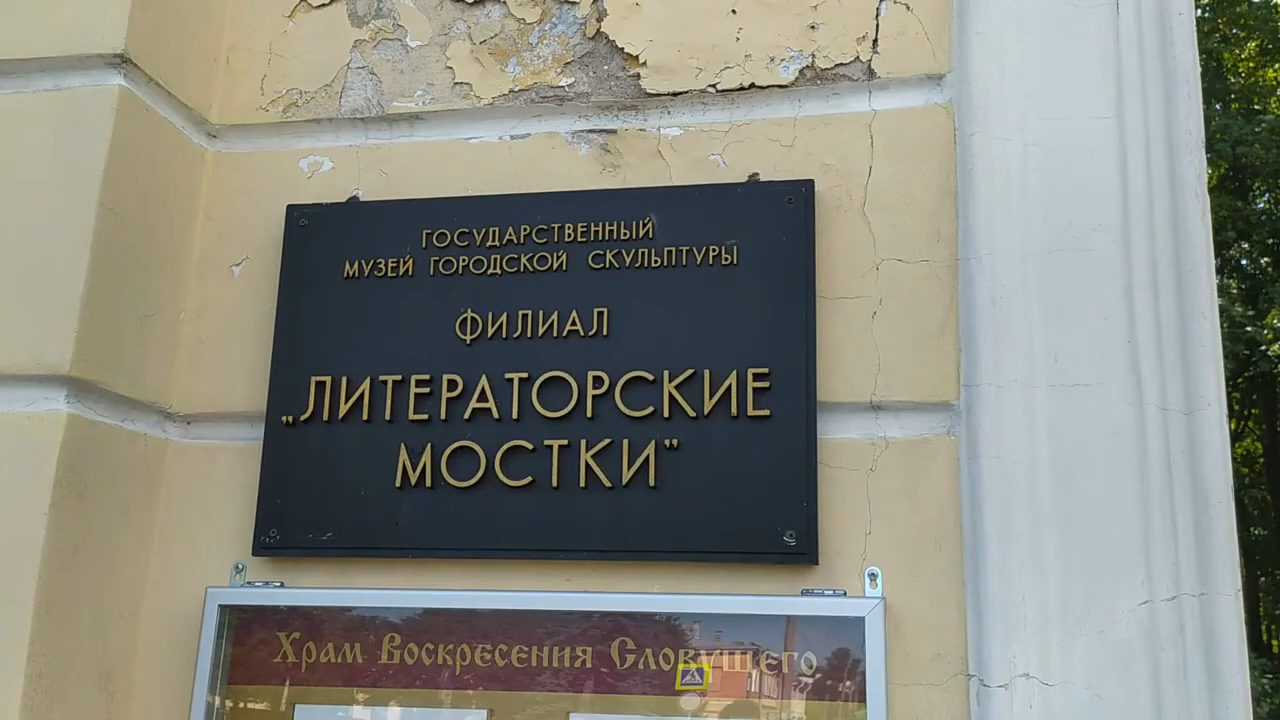 ГОСУДАРСТВЕННЫЙ
МУЗЕЙ ГОРОДСКОЙ СКУЛЬПТУРЫ
ФИЛИАЛ
„ЛИТЕРАТОРСКИЕ
МОСТКИ”
Храм Воскресения Словущего